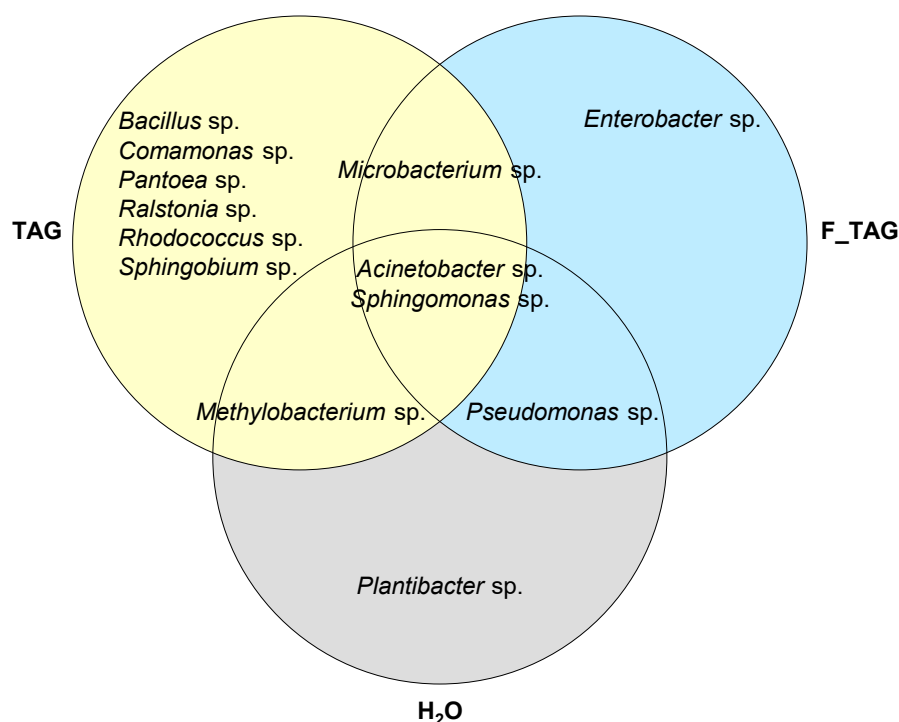 Bacillus sp.
Comamonas sp.
Pantoea sp.
Ralstonia sp.
Rhodococcus sp.
Sphingobium sp.
TAG
Microbacterium sp.
Enterobacter sp.
F_TAG
Acinetobacter sp.
Sphingomonas sp.
Methylobacterium sp.
Pseudomonas sp.
Plantibacter sp.
H₂O